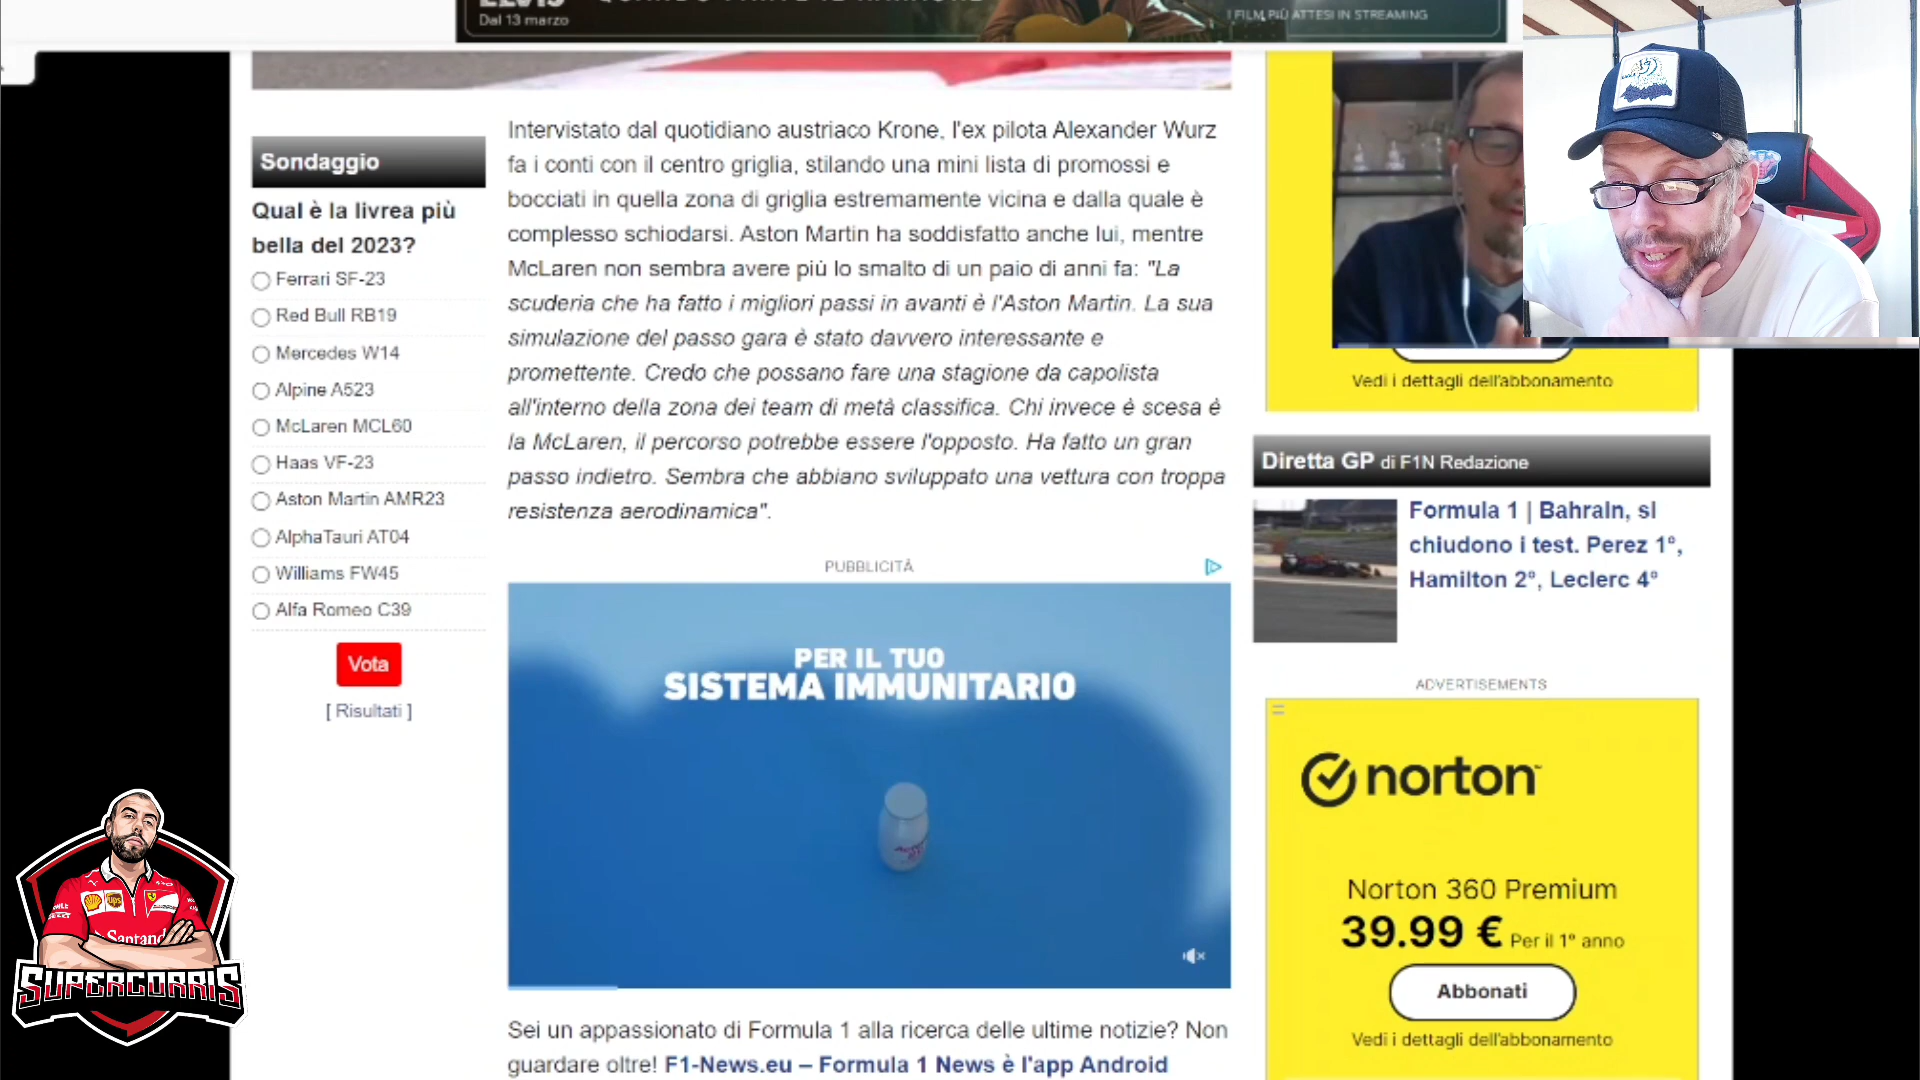 Dal 13 marzo
I FILM PIÙ ATTESI IN STREAMING
Sondaggio
Qual è la livrea più
bella del 2023?
Ferrari SF-23
Red Bull RB19
Mercedes W14
Alpine A523
McLaren MCL60
Haas VF-23
Aston Martin AMR23
AlphaTauri AT04
Williams FW45
Alfa Romeo C39
Vota
[ Risultati ]
Intervistato dal quotidiano austriaco Krone, l'ex pilota Alexander Wurz
fa i conti con il centro griglia, stilando una mini lista di promossi e
bocciati in quella zona di griglia estremamente vicina e dalla quale è
complesso schiodarsi. Aston Martin ha soddisfatto anche lui, mentre
McLaren non sembra avere più lo smalto di un paio di anni fa: "La
scuderia che ha fatto i migliori passi in avanti è l'Aston Martin. La sua
simulazione del passo gara è stato davvero interessante e
promettente. Credo che possano fare una stagione da capolista
all'interno della zona dei team di metà classifica. Chi invece è scesa è
la McLaren, il percorso potrebbe essere l'opposto. Ha fatto un gran
passo indietro. Sembra che abbiano sviluppato una vettura con troppa
resistenza aerodinamica".
PUBBLICITÀ
PER IL TUO
SISTEMA IMMUNITARIO
Sei un appassionato di Formula 1 alla ricerca delle ultime notizie? Non
guardare oltre! F1-News.eu – Formula 1 News è l'app Android
Vedi i dettagli dell'abbonamento
Diretta GP di F1N Redazione
Formula 1 | Bahrain, si
chiudono i test. Perez 1°,
Hamilton 2°, Leclerc 4°
ADVERTISEMENTS
norton
Norton 360 Premium
39.99 € Per il 1° anno
Abbonati
Vedi i dettagli dell'abbonamento
ups
Santand
SUPERCORRIS